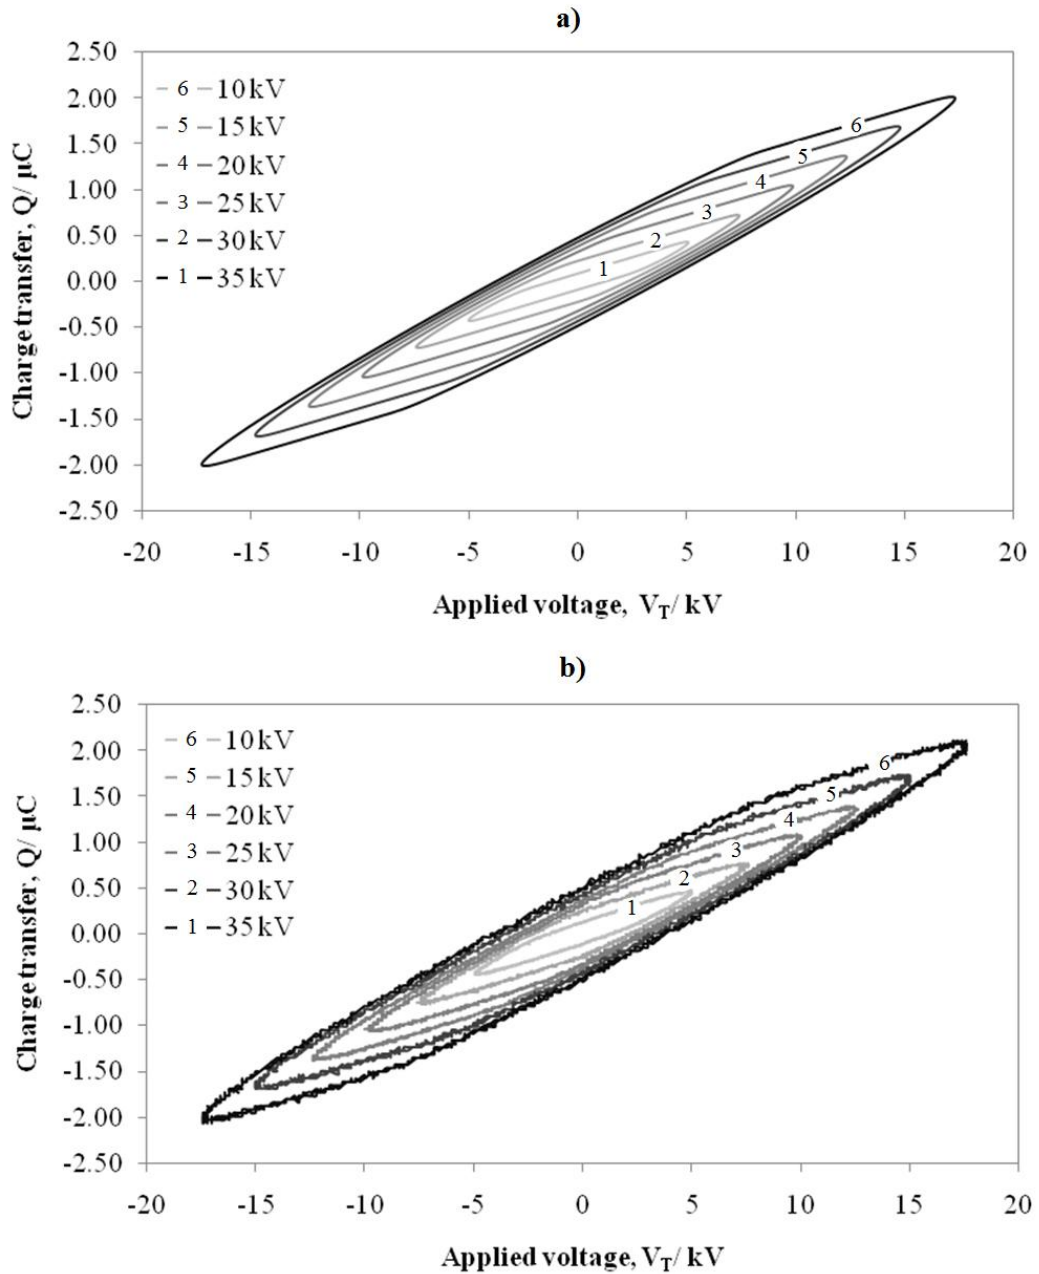 a)
2.50
2.00
1.50
1.00
0.50
0.00
-0.50
-1.00
-1.50
-2.00
-2.50
Charge transfer, Q/ µC
6 10 kV
5 15 kV
4 20 kV
3 25 kV
2 30 kV
1 35 kV
6
5
4
3
2
1
-20 -15 -10 -5 0 5 10 15 20
Applied voltage, VT/ kV
b)
2.50
2.00
1.50
1.00
0.50
0.00
-0.50
-1.00
-1.50
-2.00
-2.50
Charge transfer, Q/ µC
6 10 kV
5 15 kV
4 20 kV
3 25 kV
2 30 kV
1 35 kV
6
5
4
3
2
1
-20 -15 -10 -5 0 5 10 15 20
Applied voltage, VT/ kV